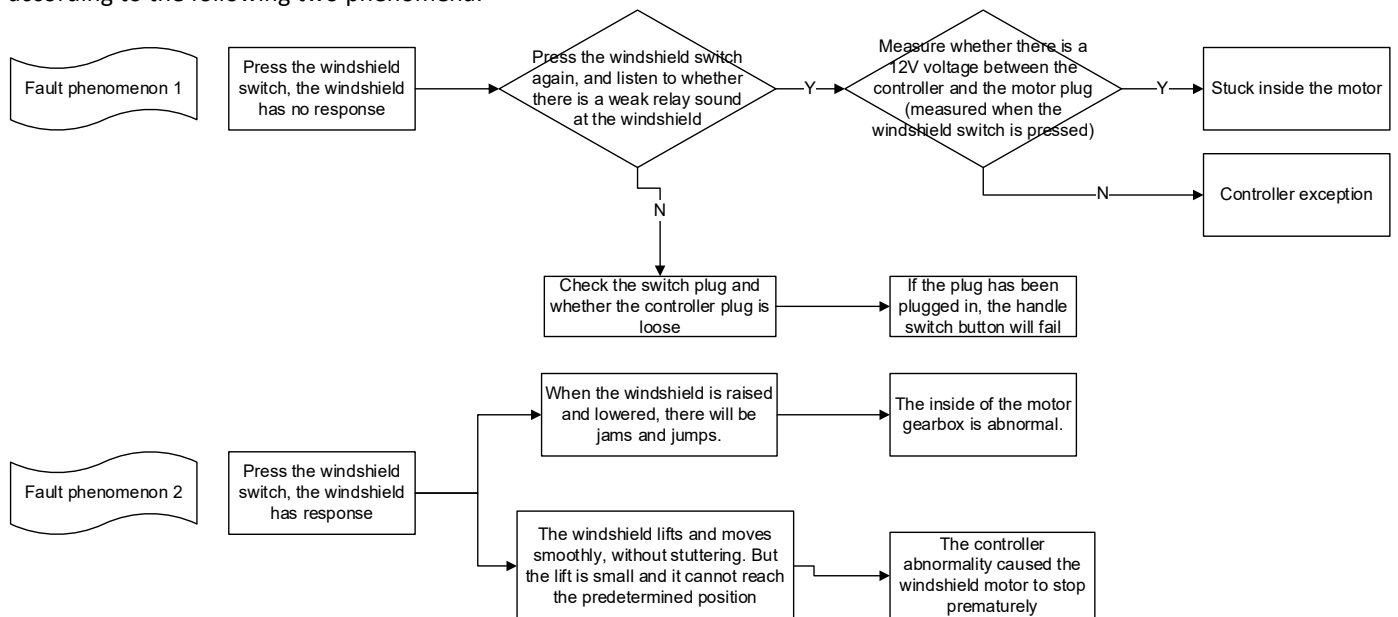 according to the following two phenomena.
Fault phenomenon 1
Press the windshield
switch, the windshield
has no response
Press the windshield switch
again, and listen to whether
there is a weak relay sound
at the windshield
Y
Measure whether there is a
12V voltage between the
controller and the motor plug
(measured when the
windshield switch is pressed)
Y
Stuck inside the motor
N
Controller exception
N
Check the switch plug and
whether the controller plug is
loose
If the plug has been
plugged in, the handle
switch button will fail
Fault phenomenon 2
Press the windshield
switch, the windshield
has response
When the windshield is raised
and lowered, there will be
jams and jumps.
The inside of the motor
gearbox is abnormal.
The windshield lifts and moves
smoothly, without stuttering. But
the lift is small and it cannot reach
the predetermined position
The controller
abnormality caused the
windshield motor to stop
prematurely